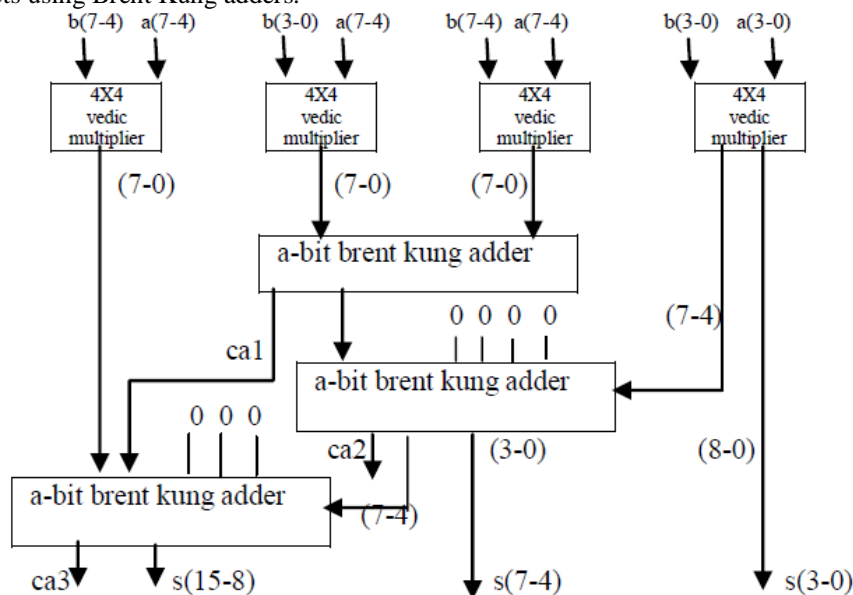 ets using Brent Kung adders.
b(7-4) a(7-4) b(3-0) a(7-4) b(7-4) a(7-4) b(3-0) a(3-0)
4X4 4X4 4X4 4X4
vedic vedic vedic vedic
multiplier multiplier multiplier multiplier
(7-0) (7-0) (7-0)
a-bit brent kung adder
0 0 0 0 (7-4)
ca1
a-bit brent kung adder
0 0 0
ca2 (3-0) (8-0)
a-bit brent kung adder
(7-4)
ca3 s(15-8) s(7-4) s(3-0)